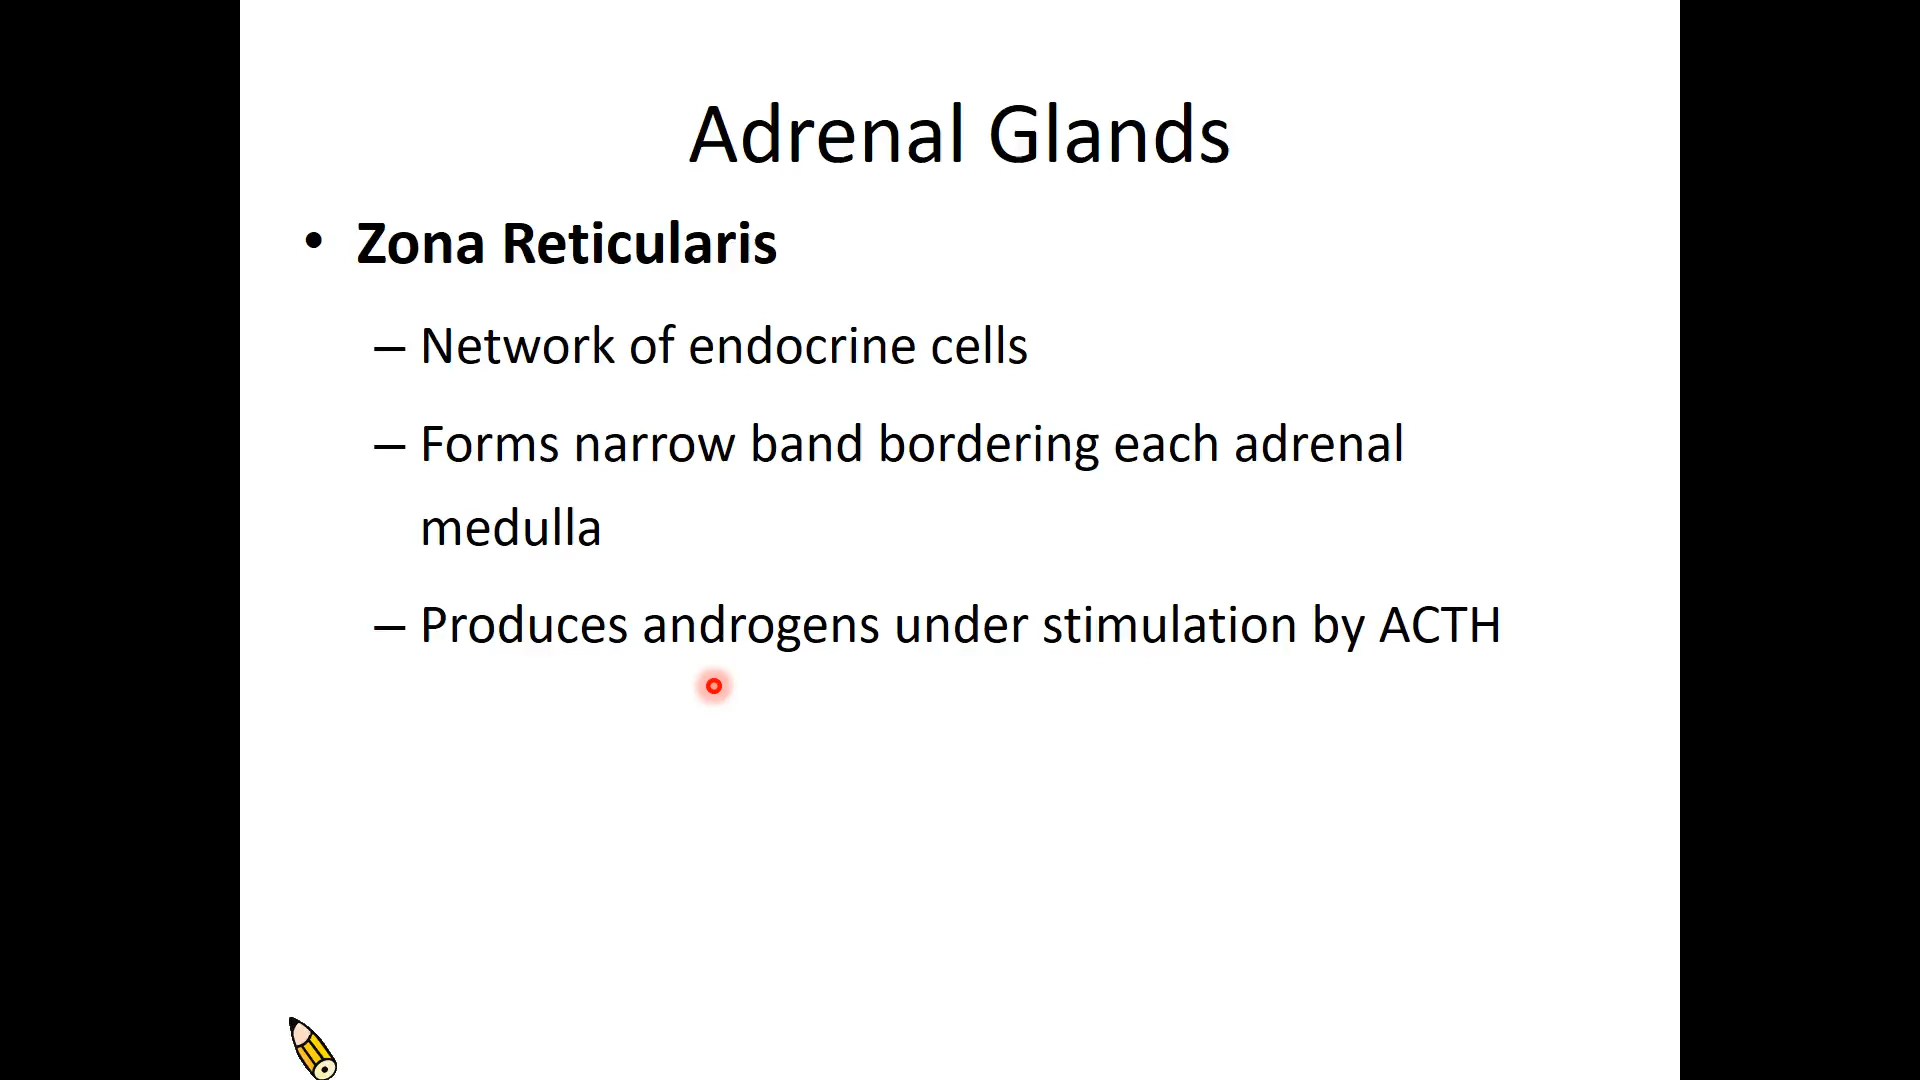 Adrenal Glands
• Zona Reticularis
– Network of endocrine cells
– Forms narrow band bordering each adrenal
medulla
– Produces androgens under stimulation by ACTH